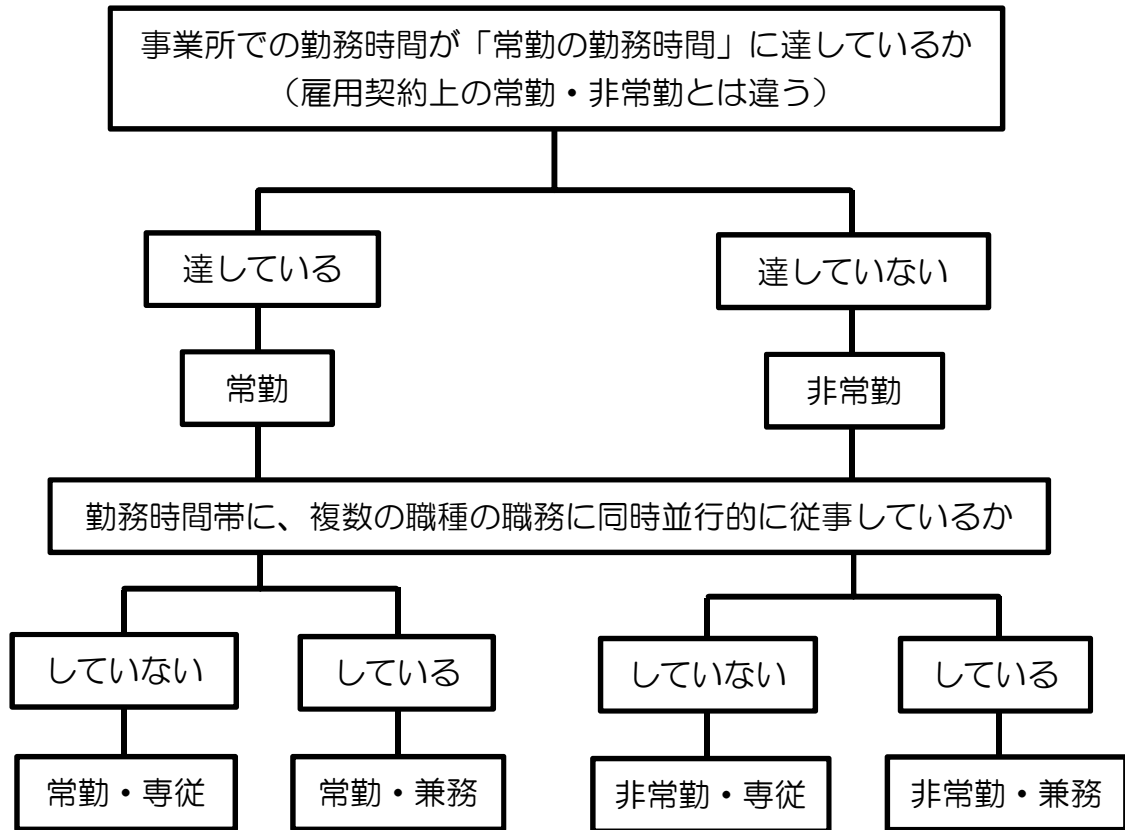 事業所での勤務時間が「常勤の勤務時間」に達しているか
（雇用契約上の常勤・非常勤とは違う）
達している
達していない
常勤
非常勤
勤務時間帯に、複数の職種の職務に同時並行的に従事しているか
していない
している
していない
している
常勤・専従
常勤・兼務
非常勤・専従
非常勤・兼務